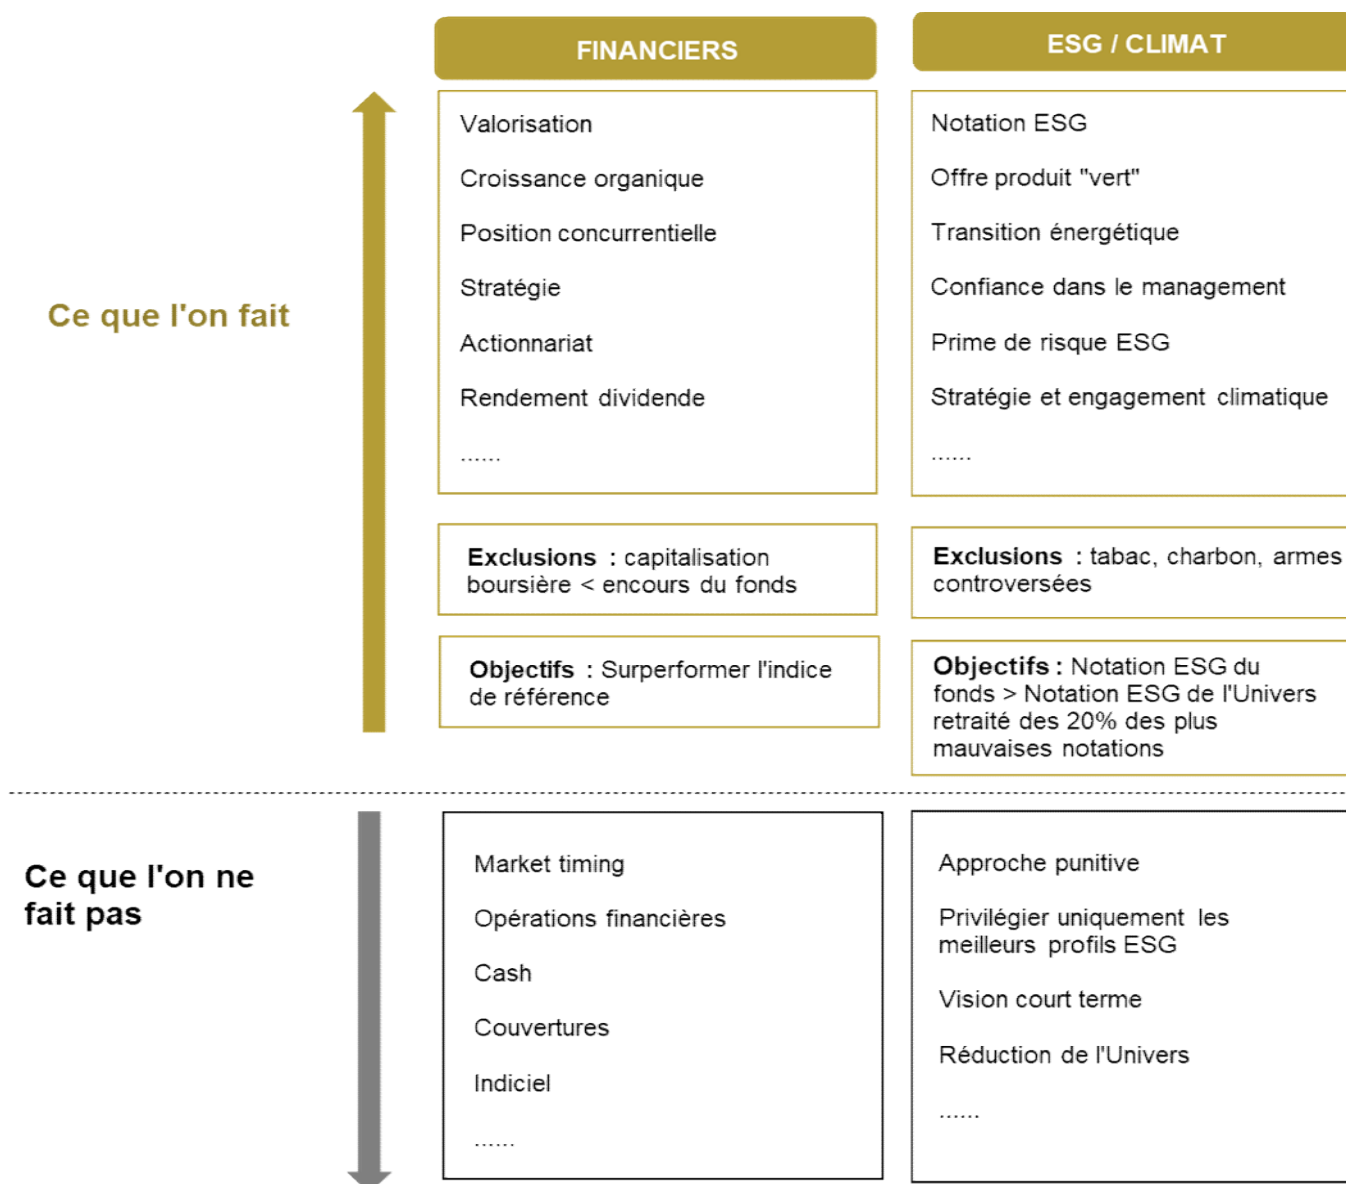 FINANCIERS
ESG / CLIMAT
Ce que l'on fait
Valorisation
Croissance organique
Position concurrentielle
Stratégie
Actionnariat
Rendement dividende
......
Notation ESG
Offre produit "vert"
Transition énergétique
Confiance dans le management
Prime de risque ESG
Stratégie et engagement climatique
......
Exclusions : capitalisation
boursière < encours du fonds
Exclusions : tabac, charbon, armes
controversées
Objectifs : Surperformer l'indice
de référence
Objectifs : Notation ESG du
fonds > Notation ESG de l'Univers
retraité des 20% des plus
mauvaises notations
Ce que l'on ne
fait pas
Market timing
Opérations financières
Cash
Couvertures
Indiciel
......
Approche punitive
Privilégier uniquement les
meilleurs profils ESG
Vision court terme
Réduction de l'Univers
......